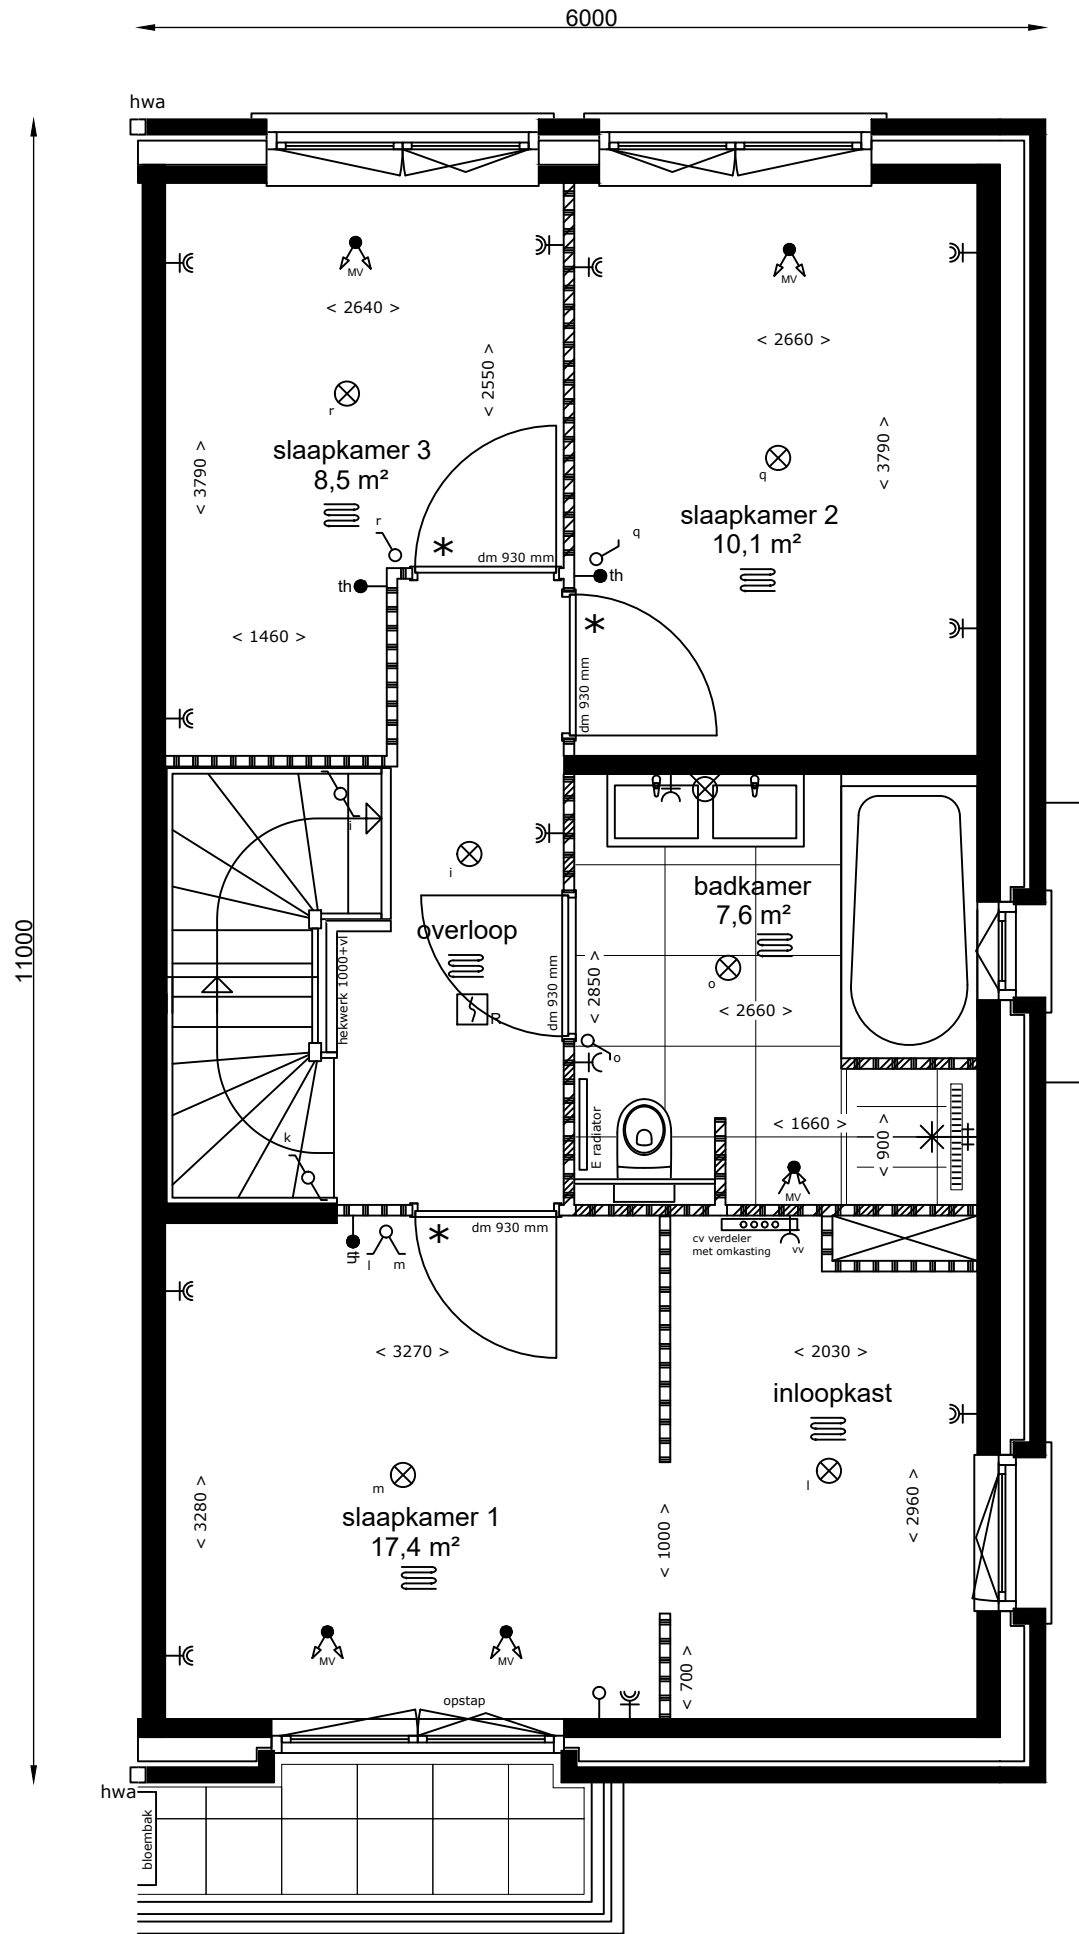 6000
hwa
MV
MV
< 2640 >
< 2660 >
< 2550 >
r
slaapkamer 3
8,5 m²
< 3790 >
< 3790 >
q
slaapkamer 2
10,1 m²
r
q
dm 930 mm
th
th
< 1460 >
dm 930 mm
i
i
badkamer
7,6 m²
overloop
11000
hekwerk 1000+vl
dm 930 mm
< 2850 >
o
< 2660 >
R
o
E radiator
< 1660 >
< 900 >
k
MV
dm 930 mm
th
l
m
cv verdeler
met omkasting
vv
< 3270 >
< 2030 >
inloopkast
m
l
< 3280 >
slaapkamer 1
17,4 m²
< 1000 >
< 2960 >
MV
MV
< 700 >
opstap
hwa
bloembak